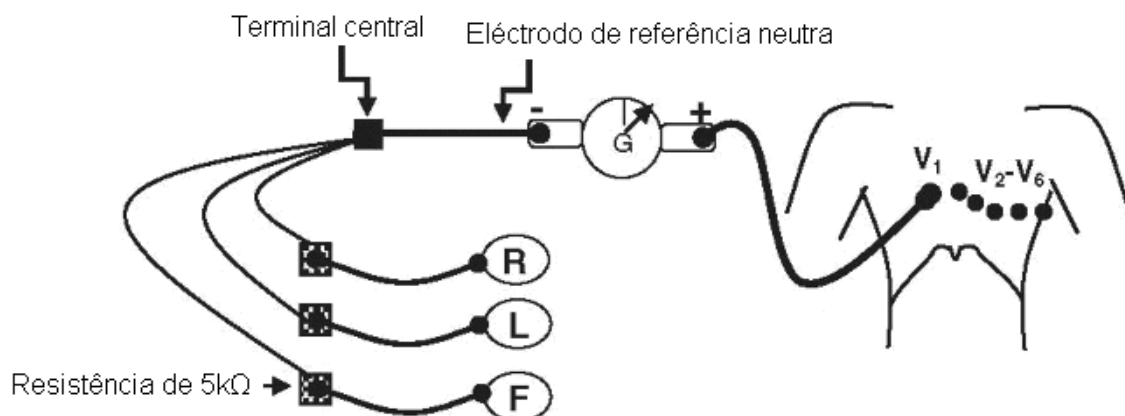 Terminal central
Eléctrodo de referência neutra
- +
G
V₁
V₂-V₆
R
L
Resistência de 5kΩ
F